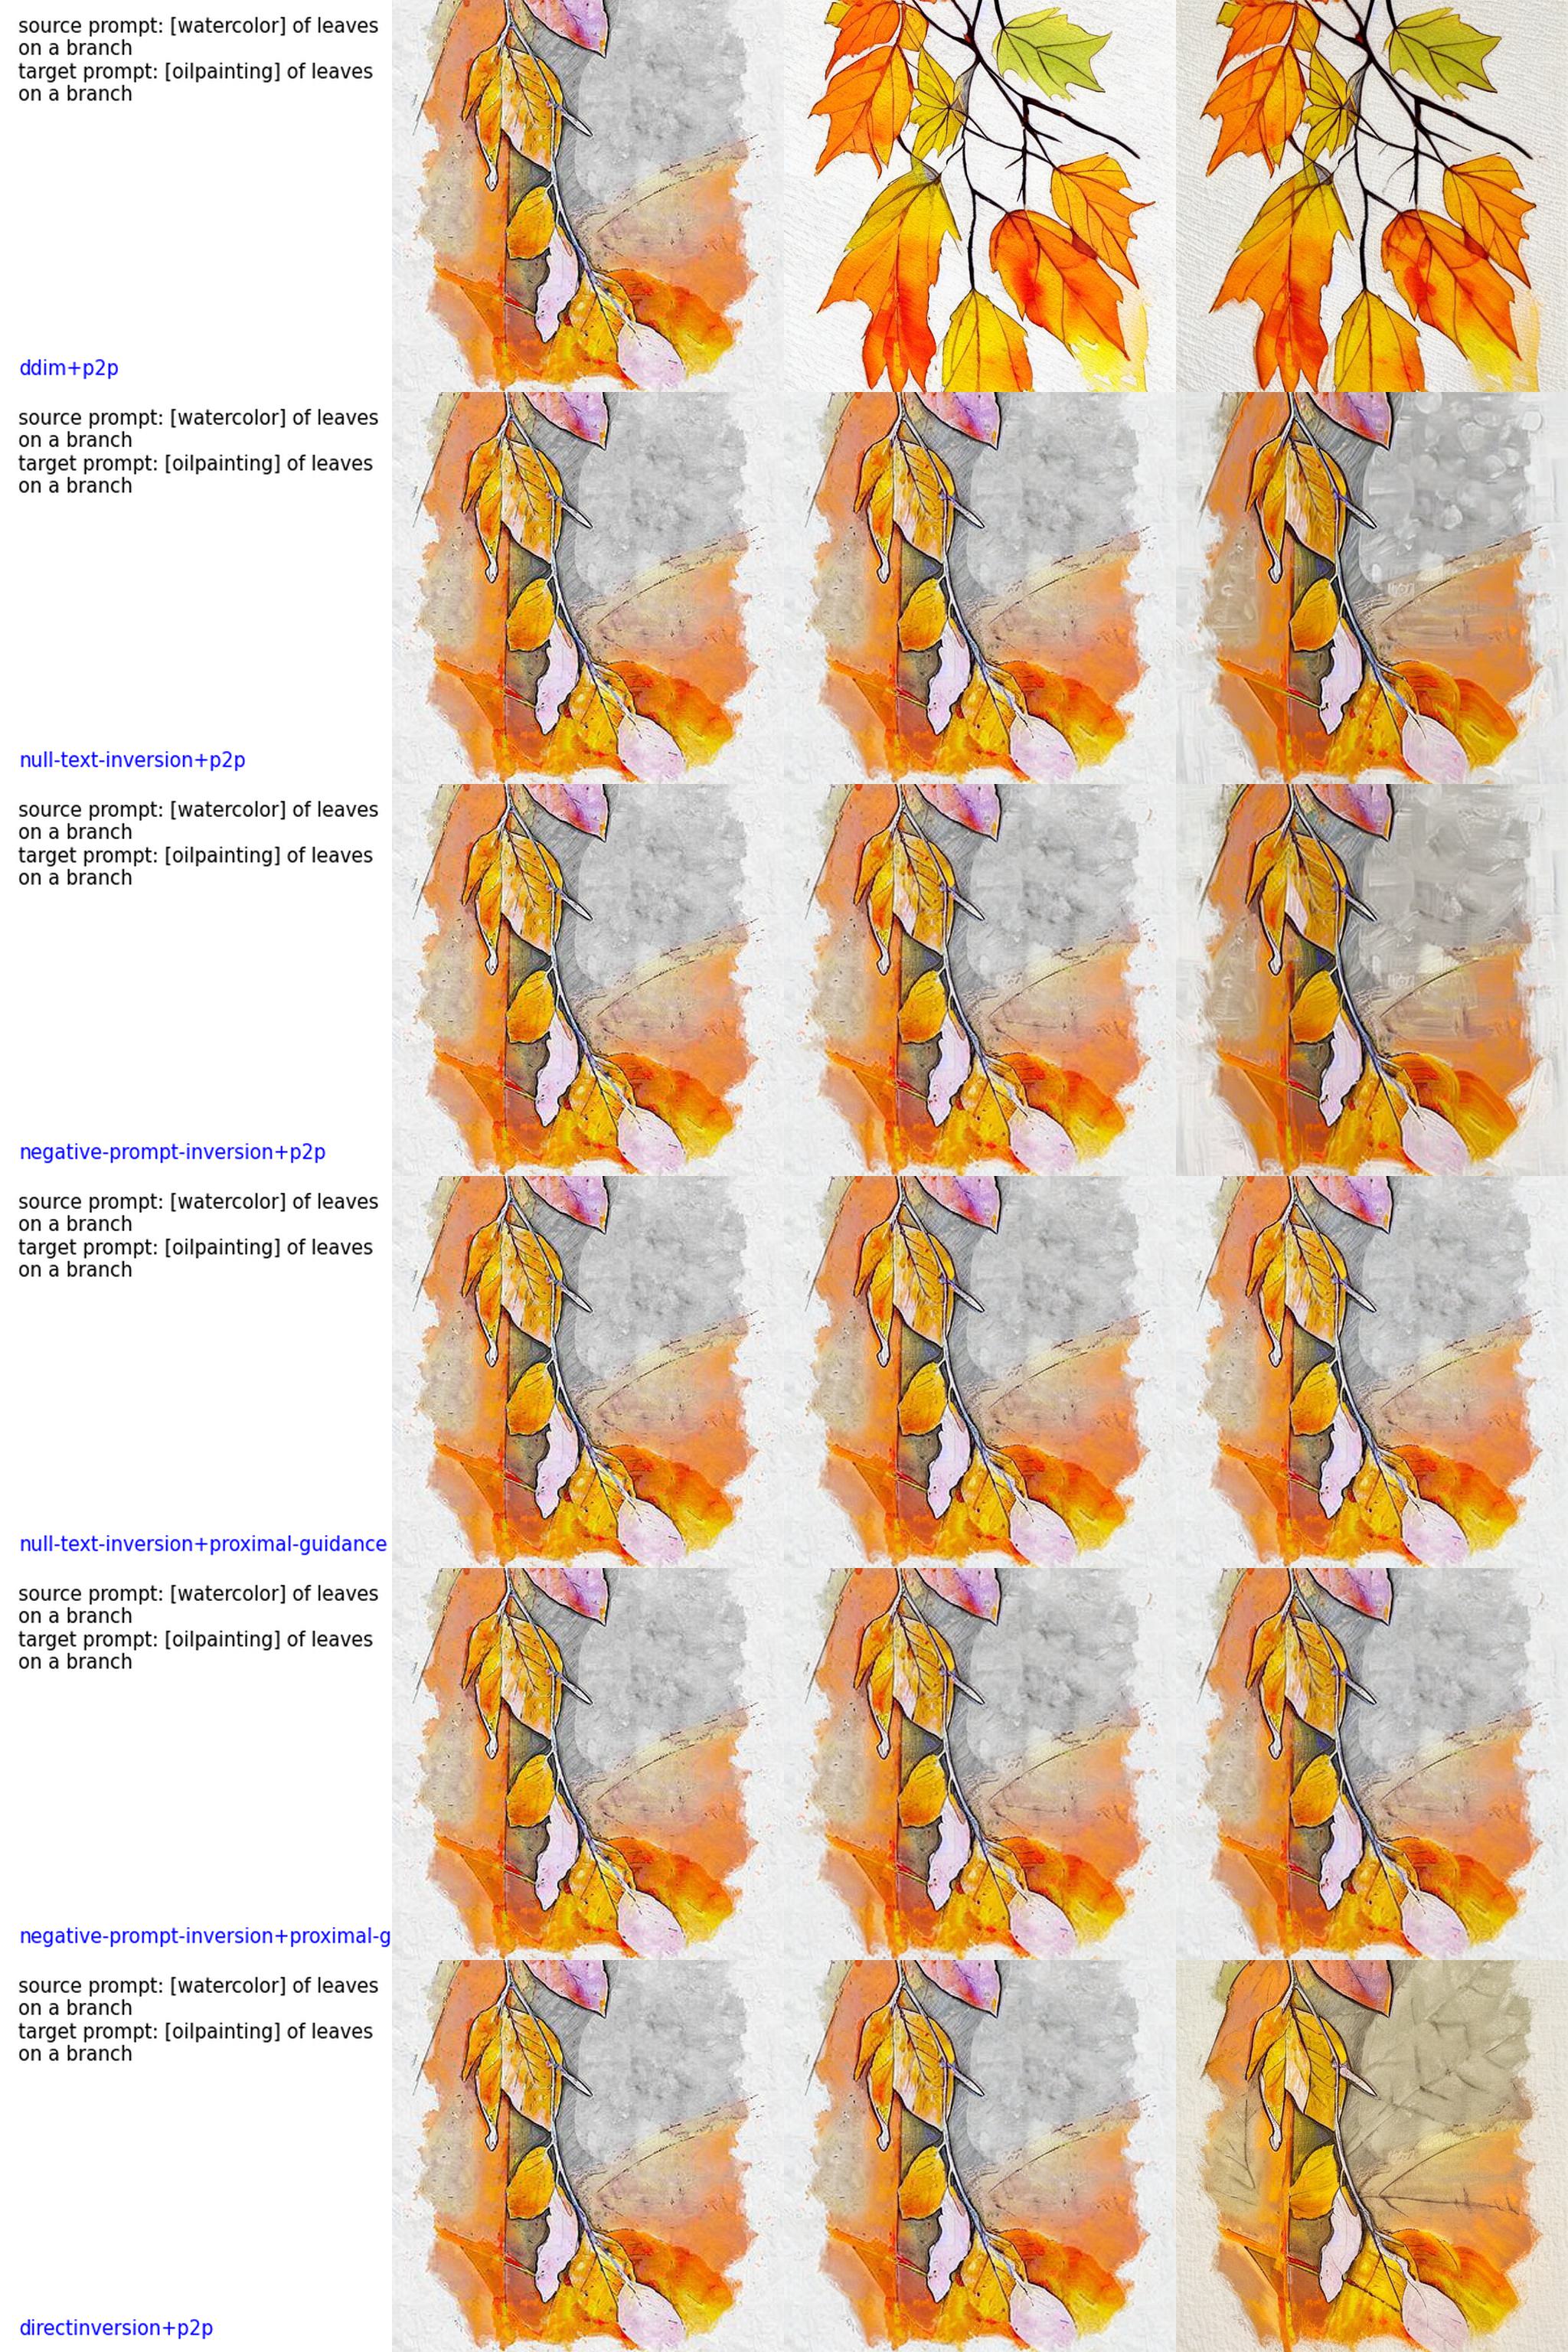 source prompt: [watercolor] of leaves
on a branch
target prompt: [oilpainting] of leaves
on a branch
ddim+p2p
source prompt: [watercolor] of leaves
on a branch
target prompt: [oilpainting] of leaves
on a branch
null-text-inversion+p2p
source prompt: [watercolor] of leaves
on a branch
target prompt: [oilpainting] of leaves
on a branch
negative-prompt-inversion+p2p
source prompt: [watercolor] of leaves
on a branch
target prompt: [oilpainting] of leaves
on a branch
null-text-inversion+proximal-guidance
source prompt: [watercolor] of leaves
on a branch
target prompt: [oilpainting] of leaves
on a branch
negative-prompt-inversion+proximal-g
source prompt: [watercolor] of leaves
on a branch
target prompt: [oilpainting] of leaves
on a branch
directinversion+p2p